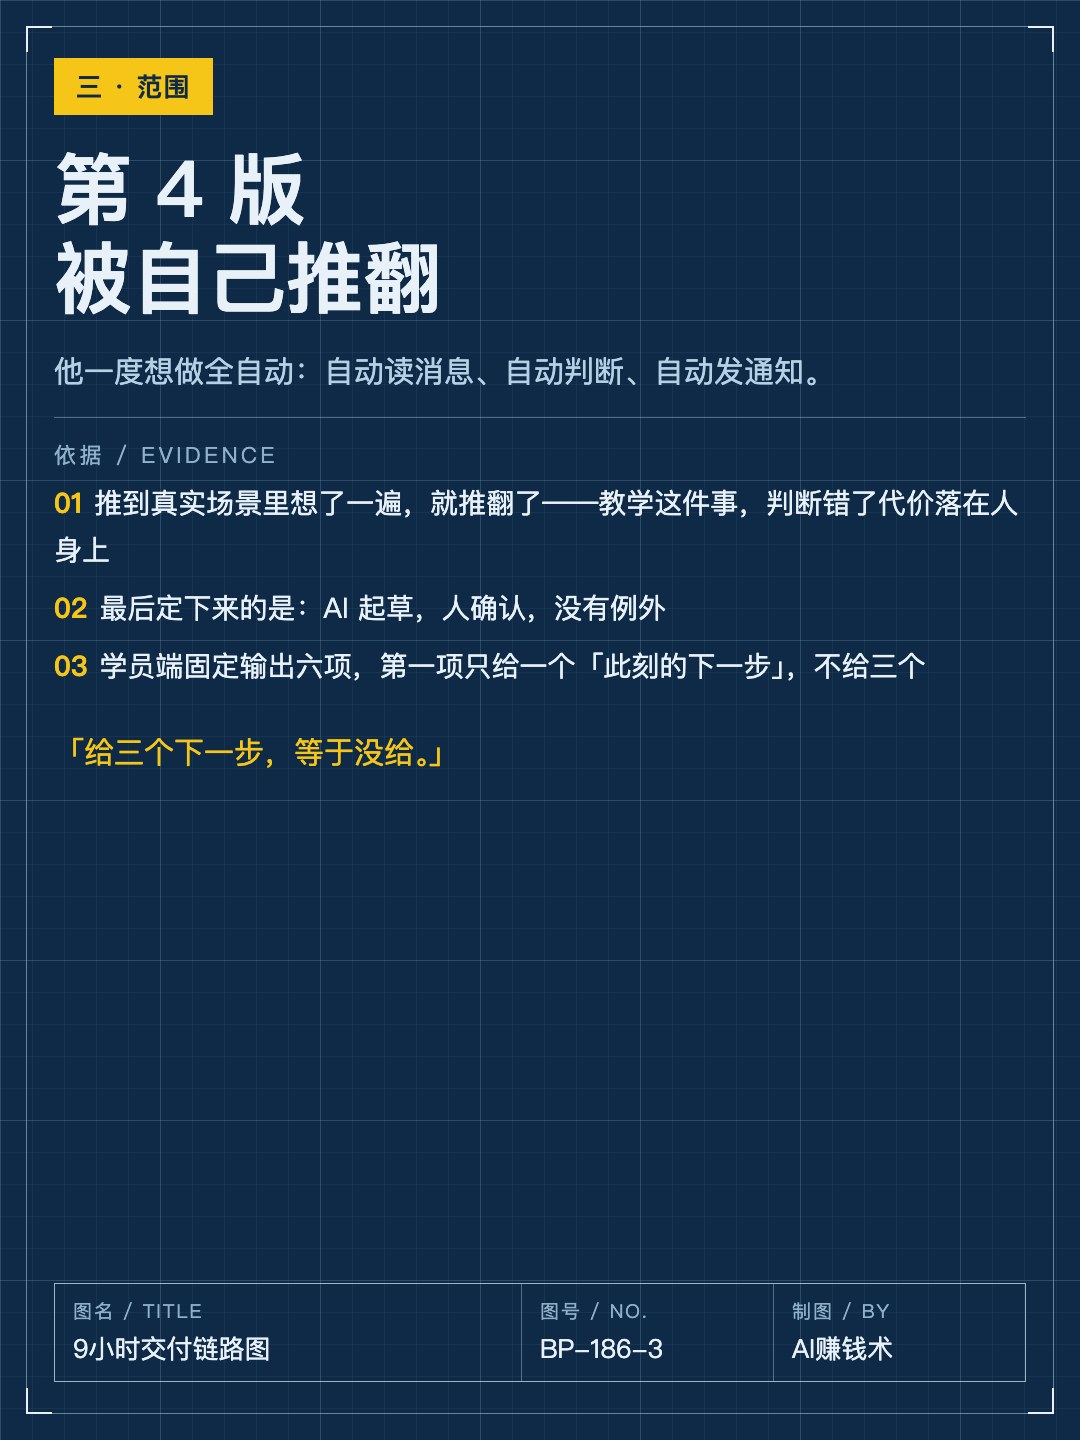 三 · 范围
第 4 版
被自己推翻
他一度想做全自动：自动读消息、自动判断、自动发通知。
依据 / EVIDENCE
01 推到真实场景里想了一遍，就推翻了——教学这件事，判断错了代价落在人
身上
02 最后定下来的是：AI 起草，人确认，没有例外
03 学员端固定输出六项，第一项只给一个「此刻的下一步」，不给三个
「给三个下一步，等于没给。」
图名 / TITLE
9小时交付链路图
图号 / NO.
BP-186-3
制图 / BY
AI赚钱术